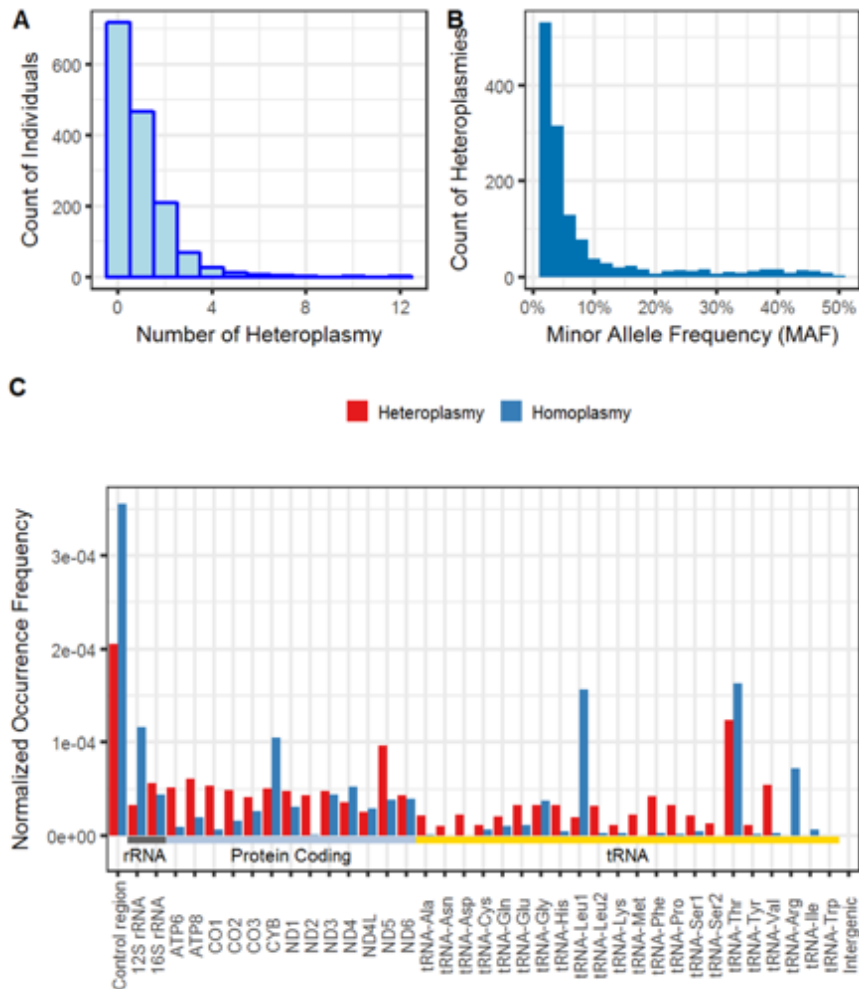 A
Count of Individuals
600
400
200
0
0
4
8
12
Number of Heteroplasmy
B
Count of Heteroplasmies
400
200
0
0%
10%
20%
30%
40%
50%
Minor Allele Frequency (MAF)
C
Heteroplasmy
Homoplasmy
Normalized Occurrence Frequency
3e-04
2e-04
1e-04
0e+00
rRNA
Protein Coding
tRNA
Control region
12S rRNA
16S rRNA
ATP6
ATP8
CO1
CO2
CO3
CYB
ND1
ND2
ND3
ND4
ND4L
ND5
ND6
tRNA-Ala
tRNA-Asn
tRNA-Asp
tRNA-Cys
tRNA-Gln
tRNA-Glu
tRNA-Gly
tRNA-His
tRNA-Leu1
tRNA-Leu2
tRNA-Lys
tRNA-Met
tRNA-Phe
tRNA-Pro
tRNA-Ser1
tRNA-Ser2
tRNA-Thr
tRNA-Tyr
tRNA-Val
tRNA-Arg
tRNA-Ile
tRNA-Trp
Intergenic